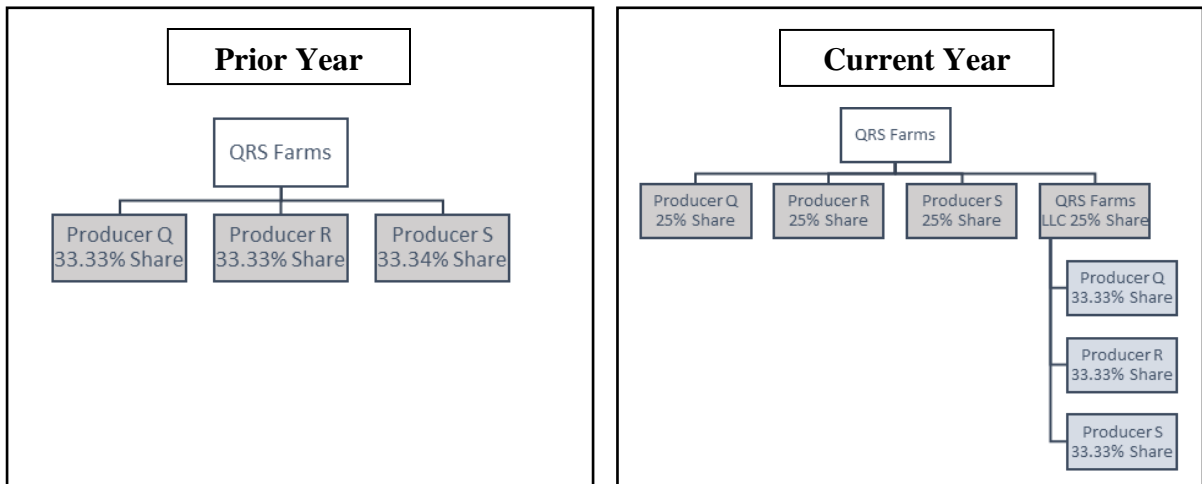 Prior Year
QRS Farms
Producer Q
33.33% Share
Producer R
33.33% Share
Producer S
33.34% Share
Current Year
QRS Farms
Producer Q
25% Share
Producer R
25% Share
Producer S
25% Share
QRS Farms
LLC 25% Share
Producer Q
33.33% Share
Producer R
33.33% Share
Producer S
33.33% Share